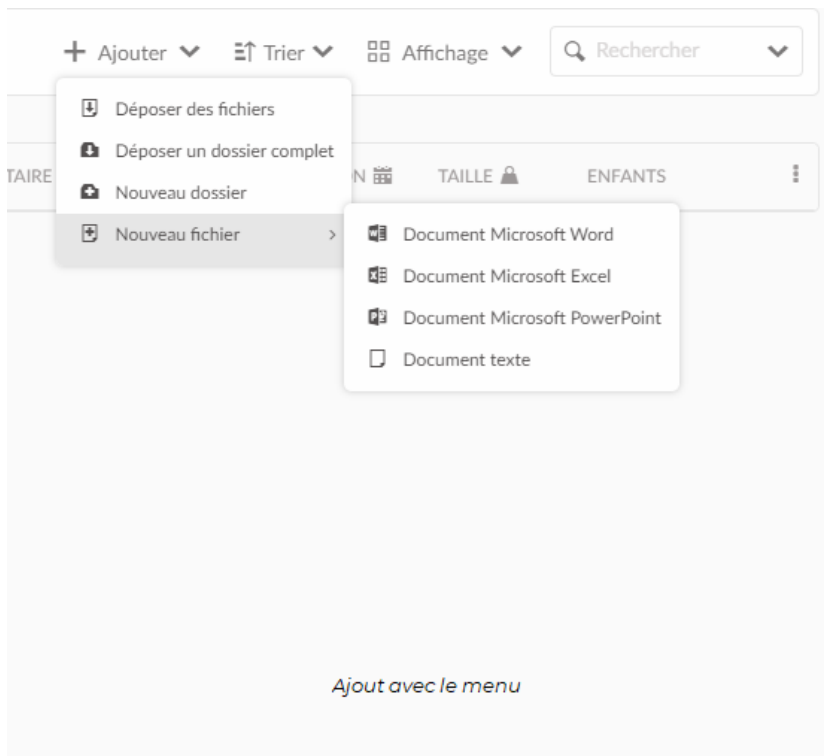 Ajouter Trier Affichage Rechercher
Déposer des fichiers
Déposer un dossier complet
TAILLE ENFANTS
Nouveau dossier
Nouveau fichier
Document Microsoft Word
Document Microsoft Excel
Document Microsoft PowerPoint
Document texte
Ajout avec le menu